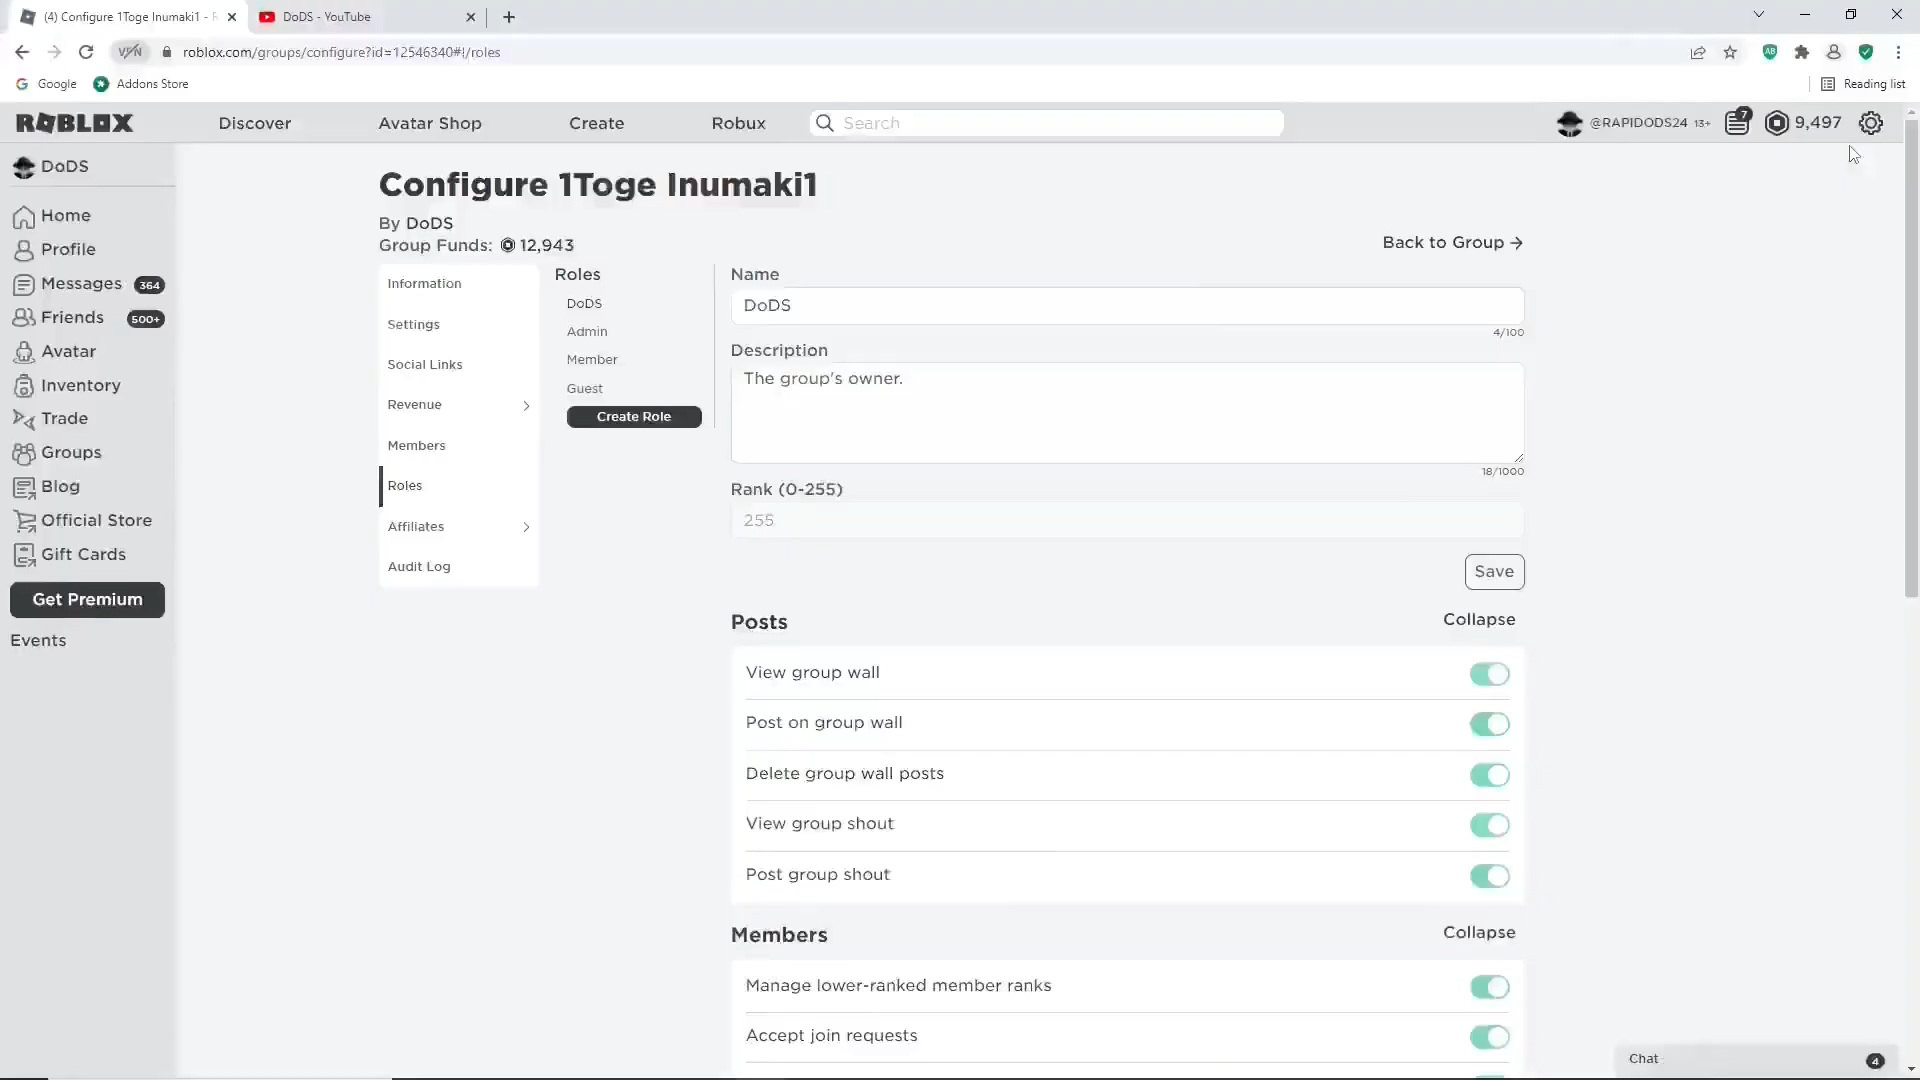 (4) Configure 1Toge Inumaki1 -
DoDS - YouTube
VPN
roblox.com/groups/configure?id=12546340#!/roles
Google
Addons Store
Reading list
ROBLOX
Discover
Avatar Shop
Create
Robux
Search
@RAPIDODS24 13+
7
9,497
DoDS
Home
Profile
Messages 364
Friends 500+
Avatar
Inventory
Trade
Groups
Blog
Official Store
Gift Cards
Get Premium
Events
Configure 1Toge Inumaki1
By DoDS
Group Funds: 12,943
Back to Group →
Information
Settings
Social Links
Revenue
Members
Roles
Affiliates
Audit Log
Roles
DoDS
Admin
Member
Guest
Create Role
Name
DoDS
4/100
Description
The group's owner.
18/1000
Rank (0-255)
255
Save
Posts
Collapse
View group wall
Post on group wall
Delete group wall posts
View group shout
Post group shout
Members
Collapse
Manage lower-ranked member ranks
Accept join requests
Chat
4